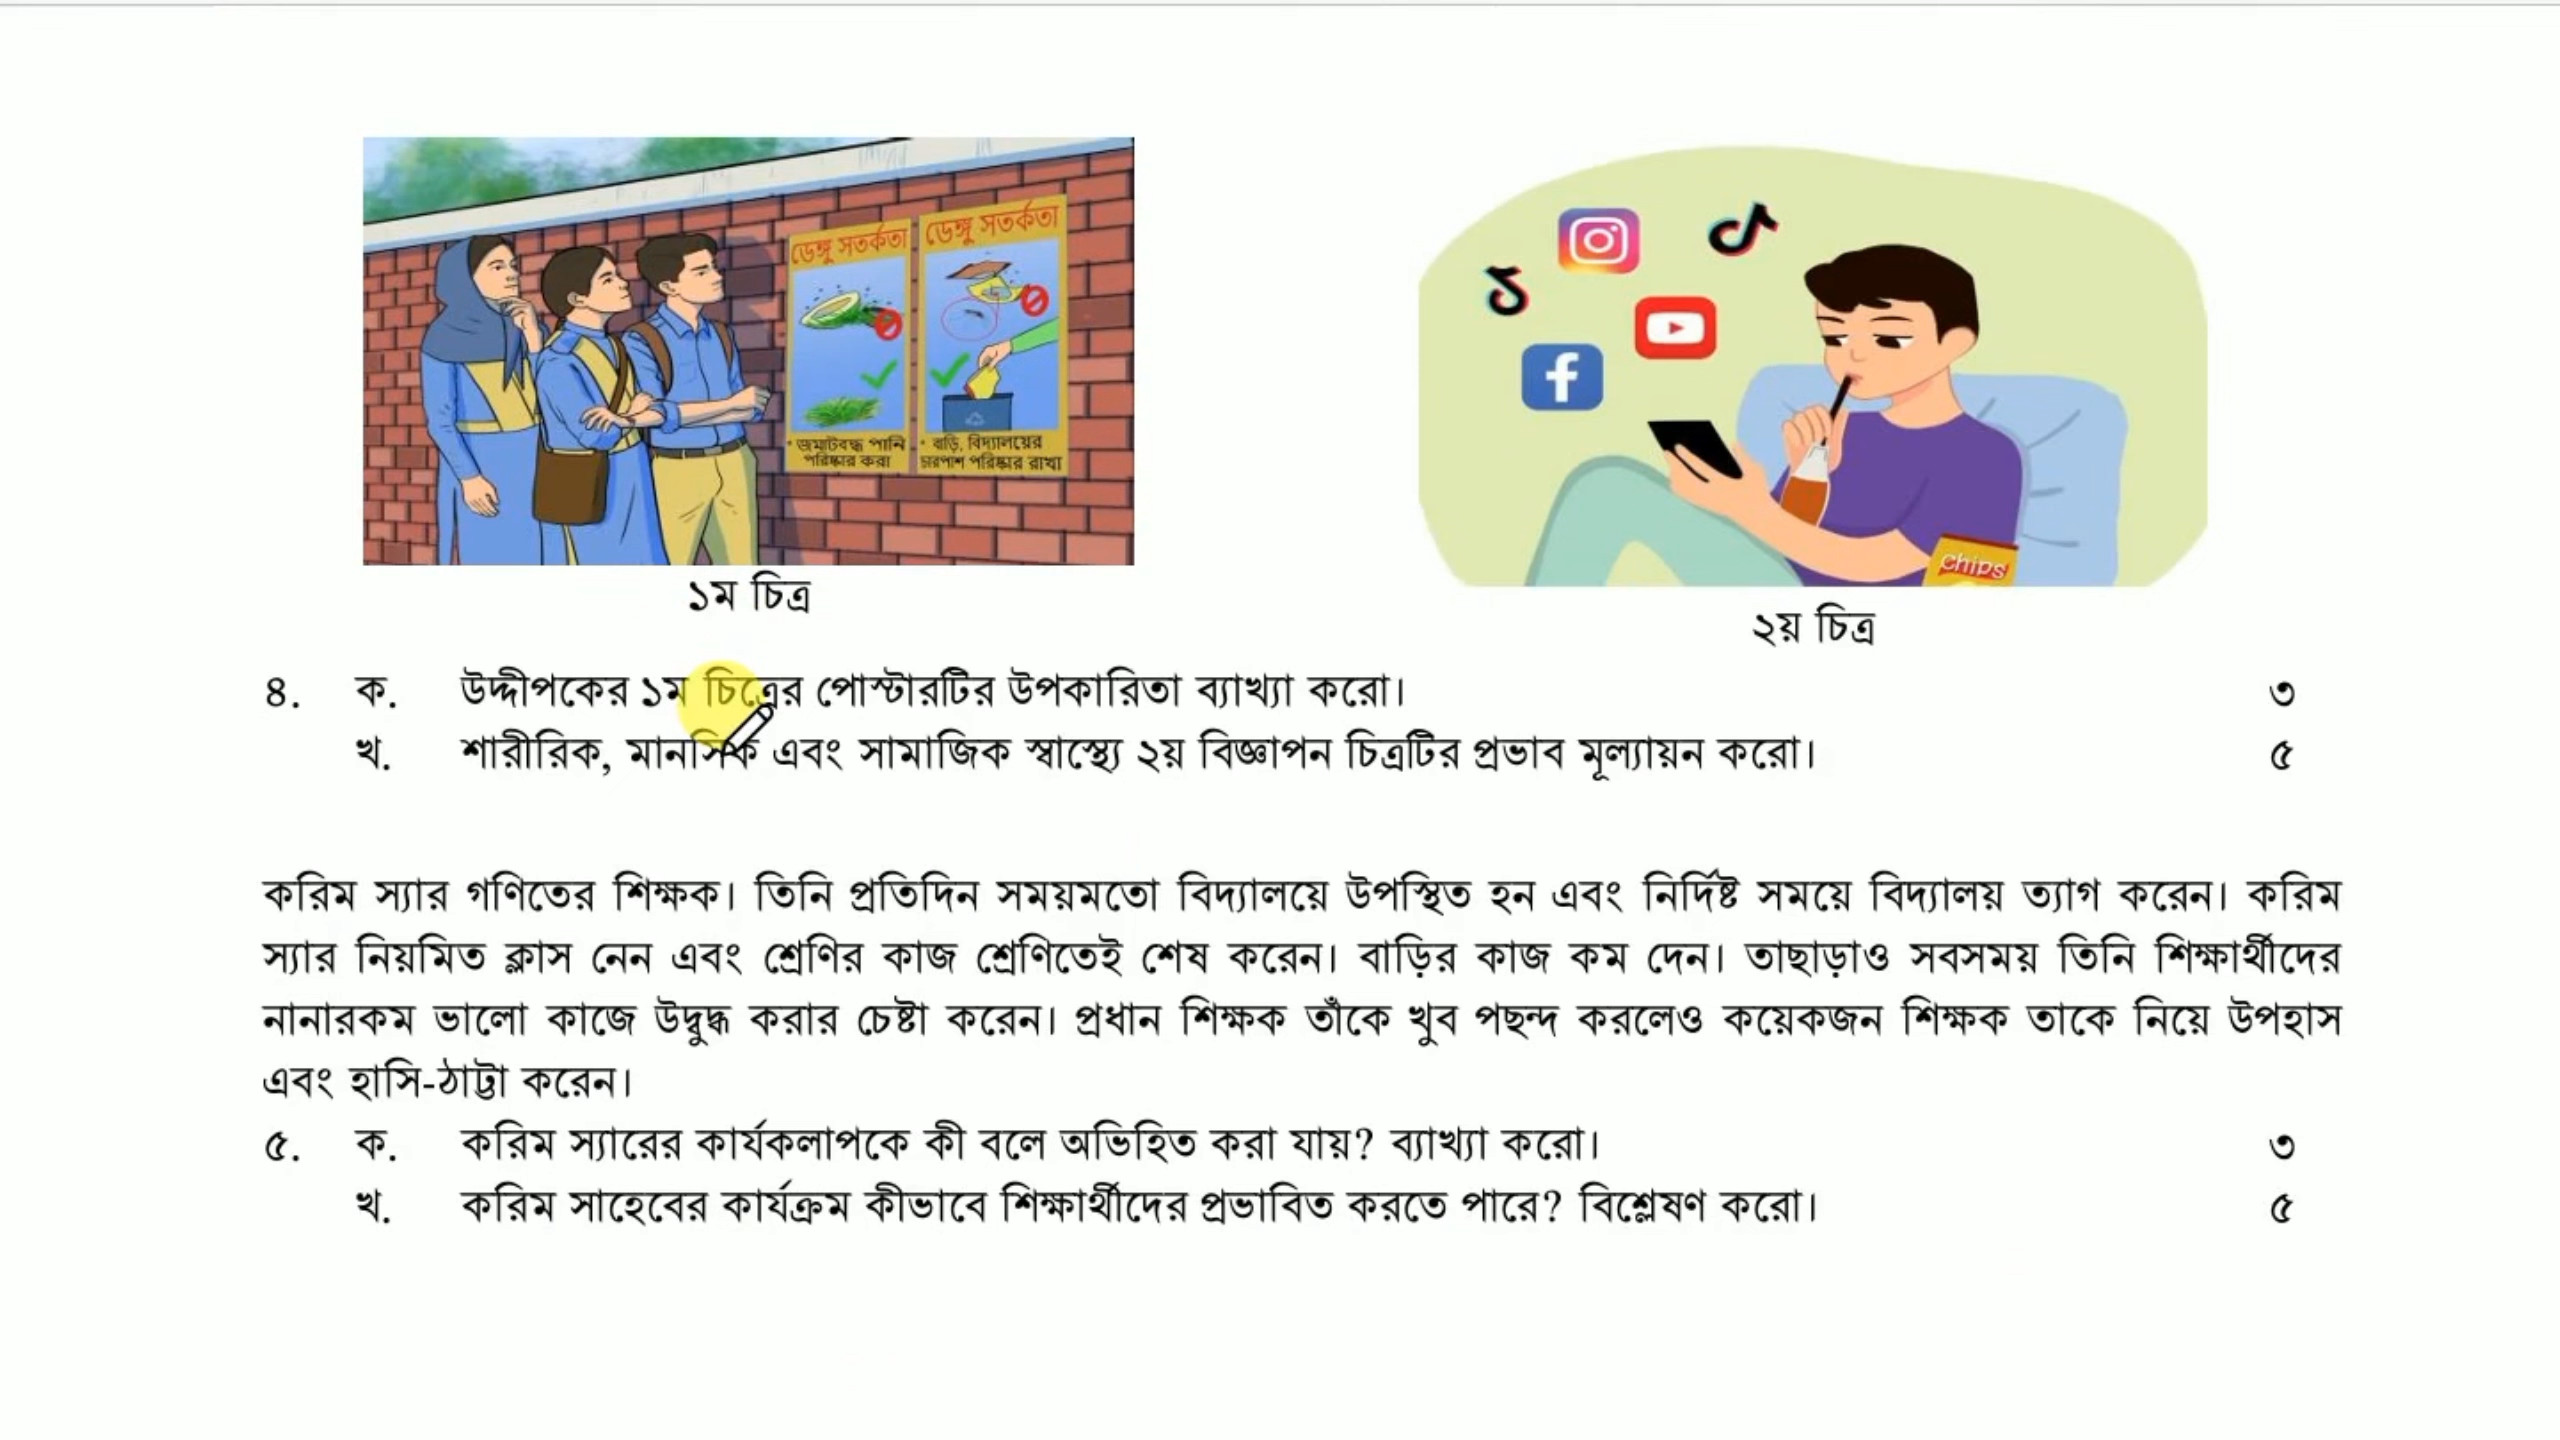 ডেঙ্গু সতর্কতা
ডেঙ্গু সতর্কতা
* জমাটবদ্ধ পানি
পরিষ্কার করা
* বাড়ি, বিদ্যালয়ের
চারপাশ পরিষ্কার রাখা
chips
১ম চিত্র
২য় চিত্র
৪. ক. উদ্দীপকের ১ম চিত্রের পোস্টারটির উপকারিতা ব্যাখ্যা করো। ৩
খ. শারীরিক, মানসিক এবং সামাজিক স্বাস্থ্যে ২য় বিজ্ঞাপন চিত্রটির প্রভাব মূল্যায়ন করো। ৫
করিম স্যার গণিতের শিক্ষক। তিনি প্রতিদিন সময়মতো বিদ্যালয়ে উপস্থিত হন এবং নির্দিষ্ট সময়ে বিদ্যালয় ত্যাগ করেন। করিম
স্যার নিয়মিত ক্লাস নেন এবং শ্রেণির কাজ শ্রেণিতেই শেষ করেন। বাড়ির কাজ কম দেন। তাছাড়াও সবসময় তিনি শিক্ষার্থীদের
নানারকম ভালো কাজে উদ্বুদ্ধ করার চেষ্টা করেন। প্রধান শিক্ষক তাঁকে খুব পছন্দ করলেও কয়েকজন শিক্ষক তাকে নিয়ে উপহাস
এবং হাসি-ঠাট্টা করেন।
৫. ক. করিম স্যারের কার্যকলাপকে কী বলে অভিহিত করা যায়? ব্যাখ্যা করো। ৩
খ. করিম সাহেবের কার্যক্রম কীভাবে শিক্ষার্থীদের প্রভাবিত করতে পারে? বিশ্লেষণ করো। ৫